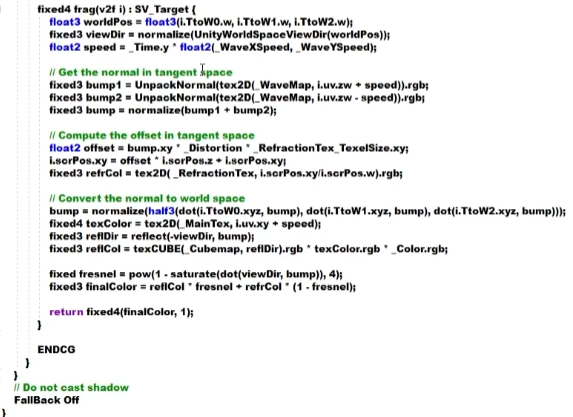 fixed4 frag(v2f i) : SV_Target {
float3 worldPos = float3(i.TtoW0.w, i.TtoW1.w, i.TtoW2.w);
fixed3 viewDir = normalize(UnityWorldSpaceViewDir(worldPos));
float2 speed = _Time.y * float2(_WaveXSpeed, _WaveYSpeed);
// Get the normal in tangent space
fixed3 bump1 = UnpackNormal(tex2D(_WaveMap, i.uv.zw + speed)).rgb;
fixed3 bump2 = UnpackNormal(tex2D(_WaveMap, i.uv.zw - speed)).rgb;
fixed3 bump = normalize(bump1 + bump2);
// Compute the offset in tangent space
float2 offset = bump.xy * _Distortion * _RefractionTex_TexelSize.xy;
i.scrPos.xy = offset * i.scrPos.z + i.scrPos.xy;
fixed3 refrCol = tex2D( _RefractionTex, i.scrPos.xy/i.scrPos.w).rgb;
// Convert the normal to world space
bump = normalize(half3(dot(i.TtoW0.xyz, bump), dot(i.TtoW1.xyz, bump), dot(i.TtoW2.xyz, bump)));
fixed4 texColor = tex2D(_MainTex, i.uv.xy + speed);
fixed3 reflDir = reflect(-viewDir, bump);
fixed3 reflCol = texCUBE(_Cubemap, reflDir).rgb * texColor.rgb * _Color.rgb;
fixed fresnel = pow(1 - saturate(dot(viewDir, bump)), 4);
fixed3 finalColor = reflCol * fresnel + refrCol * (1 - fresnel);
return fixed4(finalColor, 1);
}
ENDCG
}
}
// Do not cast shadow
FallBack Off
}